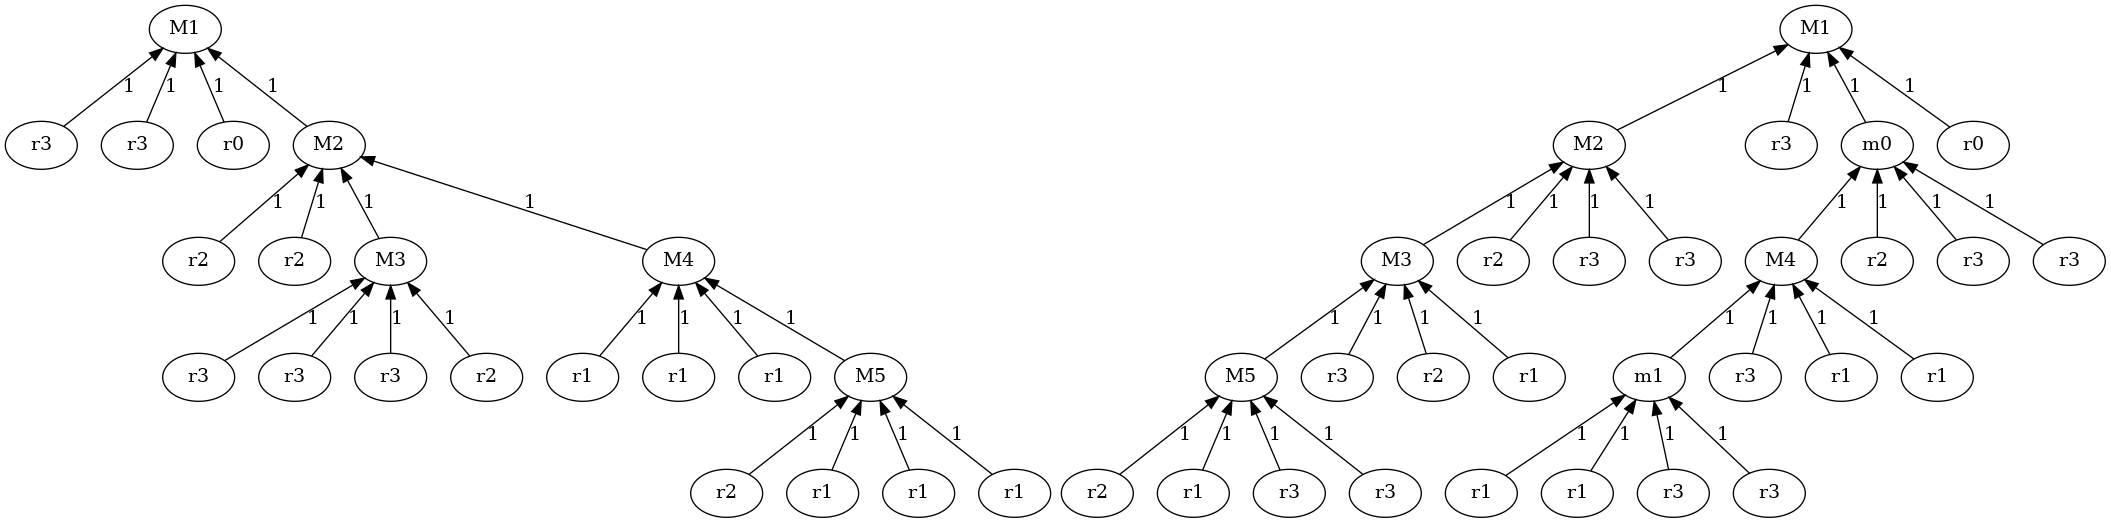 M1 M1
1 1 1 1 1 1 1 1
r3 r3 r0 M2 M2 r3 m0 r0
1 1 1 1 1 1 1 1 1 1 1 1
r2 r2 M3 M4 M3 r2 r3 r3 M4 r2 r3 r3
1 1 1 1 1 1 1 1 1 1 1 1 1 1 1 1
r3 r3 r3 r2 r1 r1 r1 M5 M5 r3 r2 r1 m1 r3 r1 r1
1 1 1 1 1 1 1 1 1 1 1 1
r2 r1 r1 r1 r2 r1 r3 r3 r1 r1 r3 r3